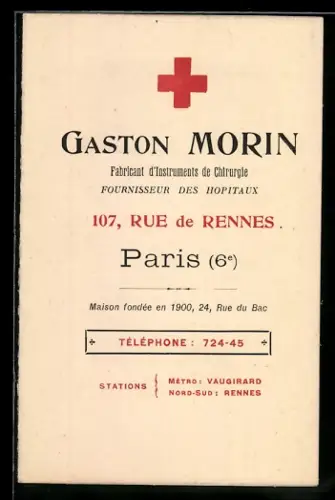 GASTON MORIN
Fabricant d'Instruments de Chirurgie
FOURNISSEUR DES HOPITAUX
107, RUE de RENNES.
Paris (6e)
Maison fondée en 1900, 24, Rue du Bac
TÉLÉPHONE : 724-45
STATIONS { MÉTRO : VAUGIRARD
NORD-SUD : RENNES